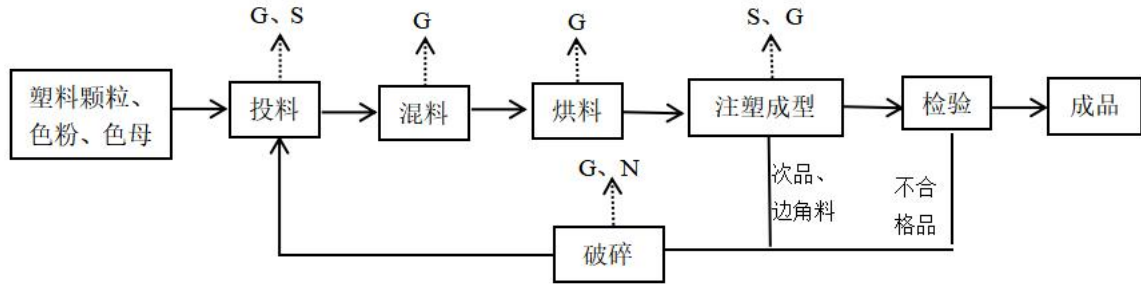 G、S
G
G
S、G
塑料颗粒、
色粉、色母
投料
混料
烘料
注塑成型
检验
成品
G、N
次品、
边角料
不合
格品
破碎